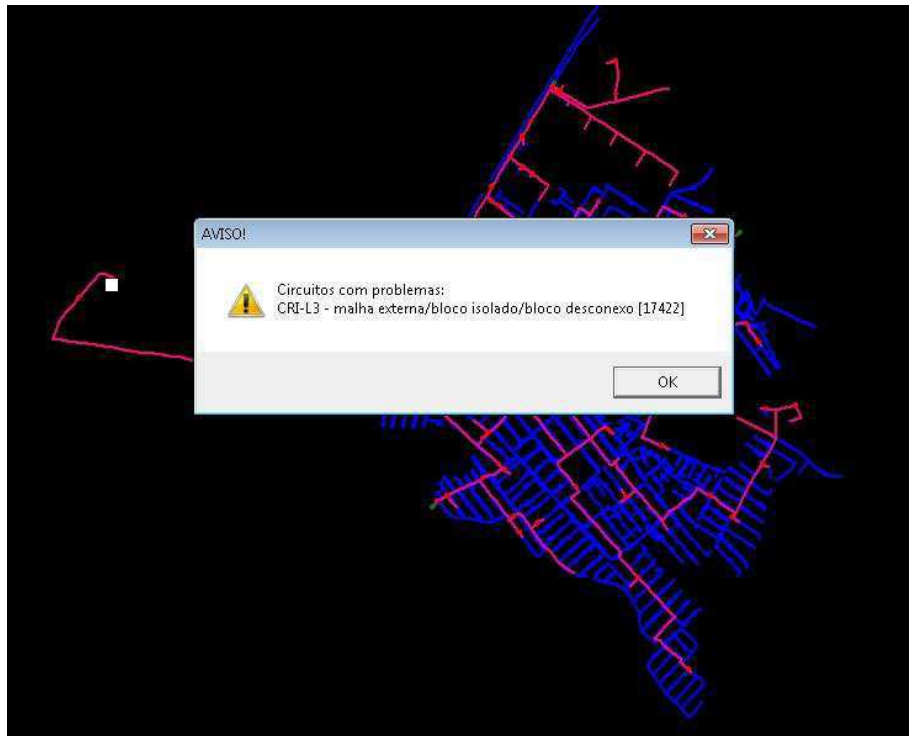 AVISO!
Circuitos com problemas:
CRI-L3 - malha externa/bloco isolado/bloco desconexo [17422]
OK